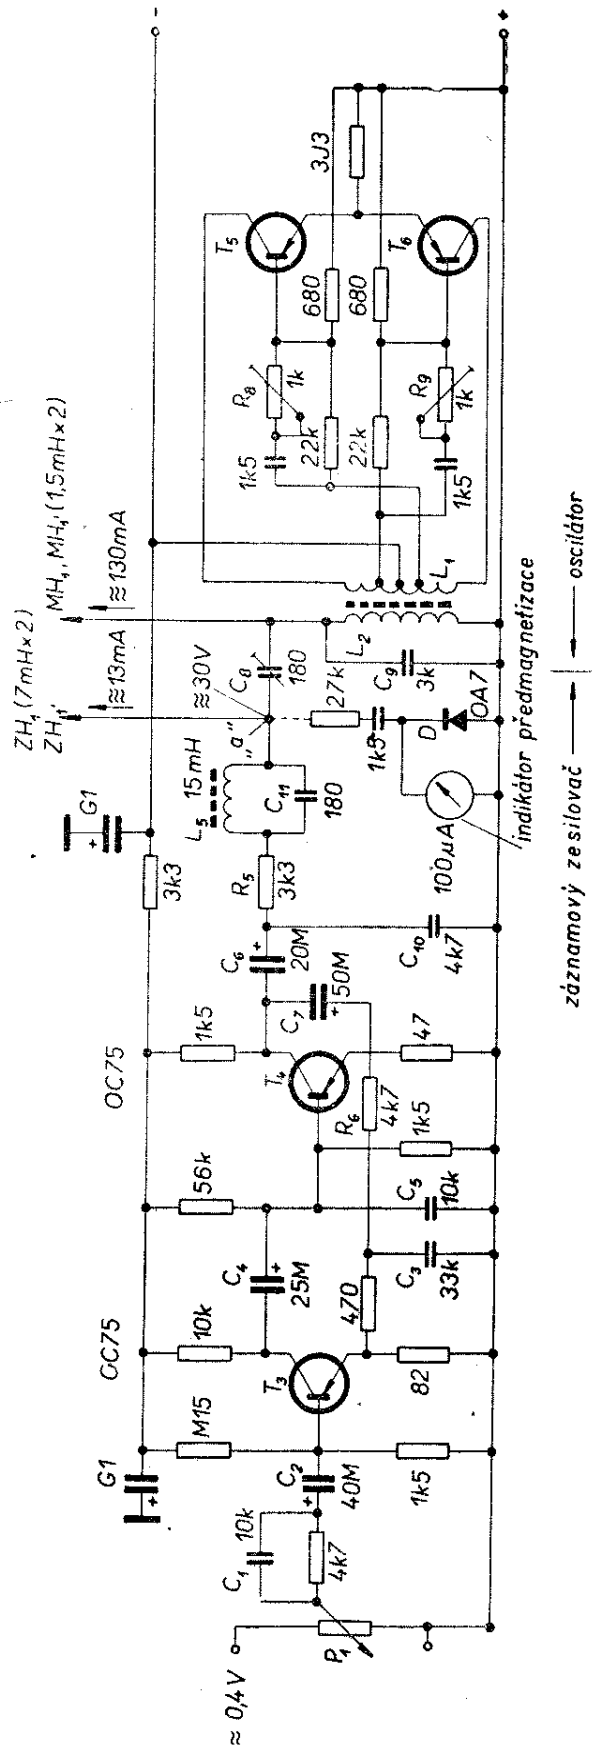 ≈ 0,4V
P₁
C₁
10k
4k7
G1
+
C₂
+
40M
M15
1k5
OC75
10k
T₃
82
470
C₄
+
25M
C₃
33k
56k
C₅
10k
1k5
OC75
1k5
T₄
R₆
4k7
47
C₇
+
50M
C₆
+
20M
C₁₀
4k7
3k3
R₅
3k3
G1
+
L₅
15 mH
C₁₁
180
„a"
≈30V
C₈
180
ZH₁ (7mH×2)
ZH₁'
≈13mA
MH₁, MH₁' (1,5mH×2)
≈130mA
27k
1k5
D
OA7
100μA
indikátor předmagnetizace
C₉
3k
L₂
L₁
1k5
R₈
1k
22k
22k
R₉
1k
1k5
680
680
T₅
T₆
3J3
-
+
záznamový zesilovač
oscilátor